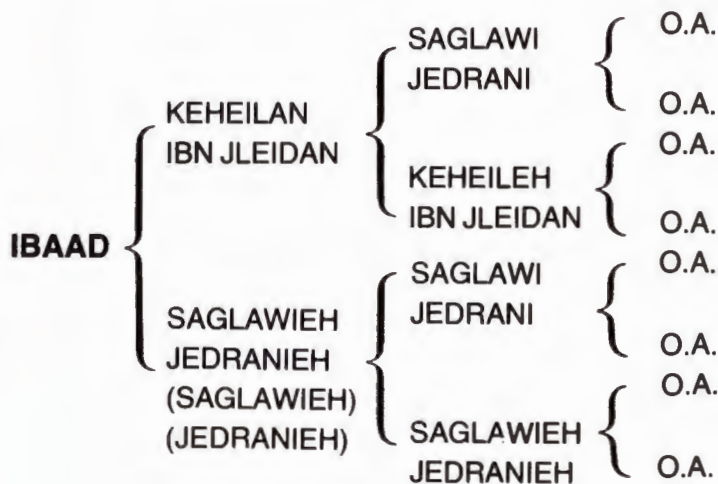 O.A.
SAGLAWI
JEDRANI
O.A.
KEHEILAN
IBN JLEIDAN
O.A.
KEHEILEH
IBN JLEIDAN
O.A.
IBAAD
O.A.
SAGLAWI
JEDRANI
SAGLAWIEH
JEDRANIEH
O.A.
(SAGLAWIEH)
(JEDRANIEH)
O.A.
SAGLAWIEH
JEDRANIEH
O.A.